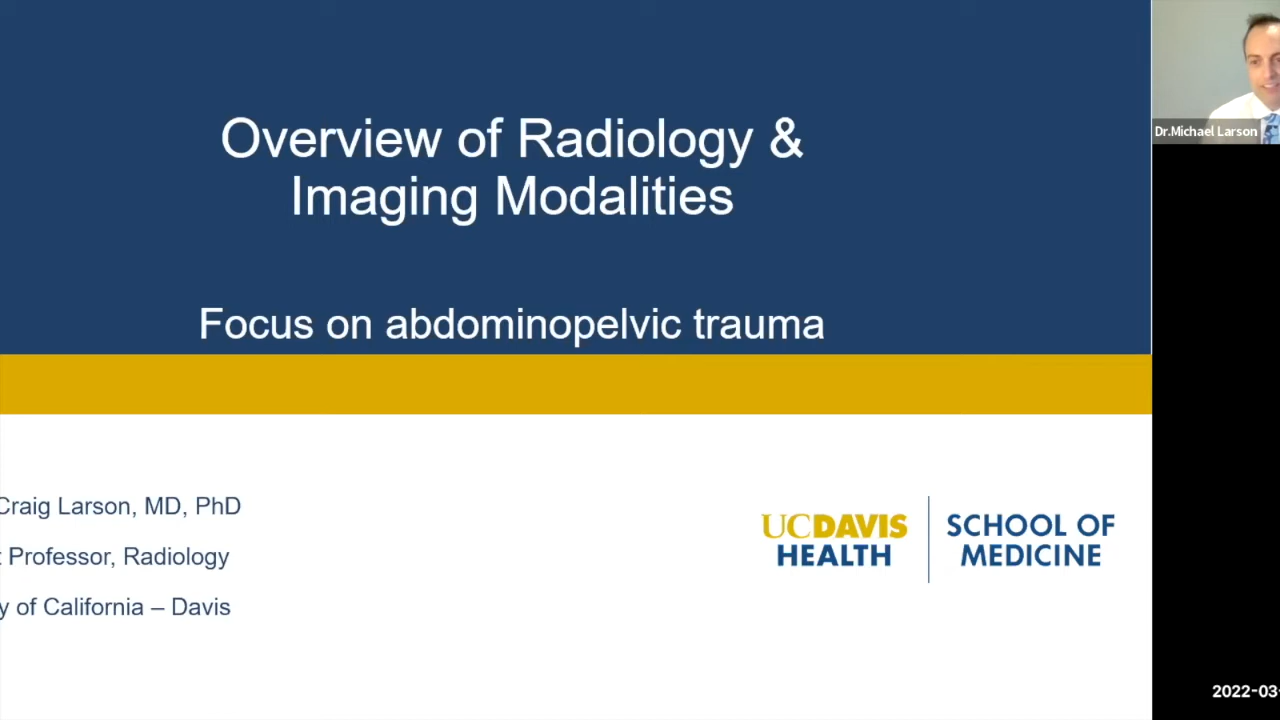 Overview of Radiology &
Imaging Modalities
Focus on abdominopelvic trauma
Craig Larson, MD, PhD
Professor, Radiology
of California – Davis
UCDAVIS
HEALTH
SCHOOL OF
MEDICINE
Dr.Michael Larson
2022-03-